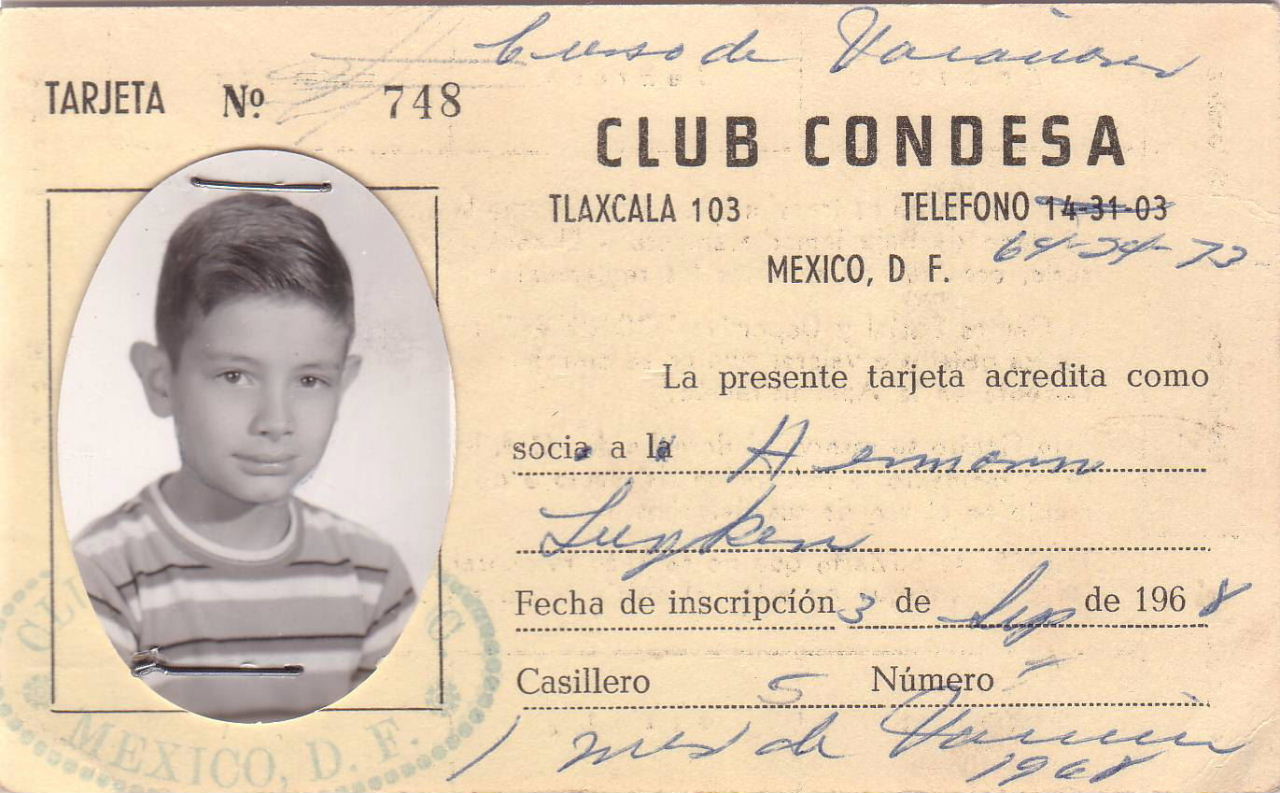 Curso de Vacaciones
TARJETA Nº 748
CLUB CONDESA
TLAXCALA 103 TELEFONO 14-31-03
64-34-73
MEXICO, D. F.
La presente tarjeta acredita como
socia a la Hermann
Luyken
Fecha de inscripción 3 de Sep de 1968
Casillero 5 Número
1 mes de
1968
MEXICO, D. F.